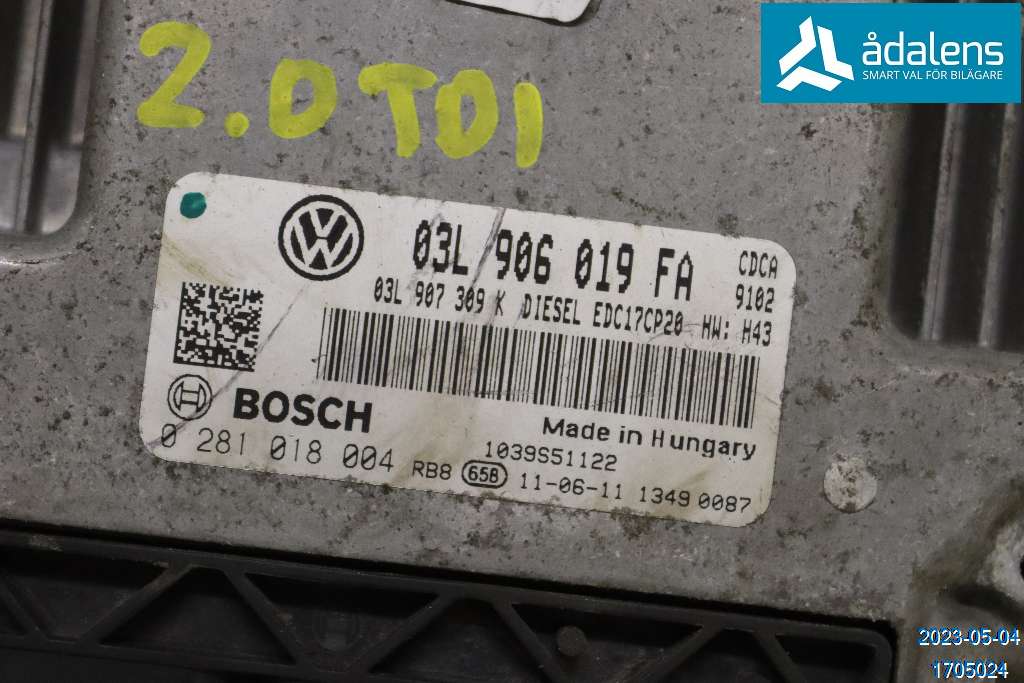 ådalens
SMART VAL FÖR BILÄGARE
2.0 TDI
03L 906 019 FA
CDCA
9102
03L 907 309 K DIESEL EDC17CP20 HW: H43
BOSCH
Made in Hungary
0 281 018 004
1039S51122
RB8 658 11-06-11 1349 0087
2023-05-04
1705024